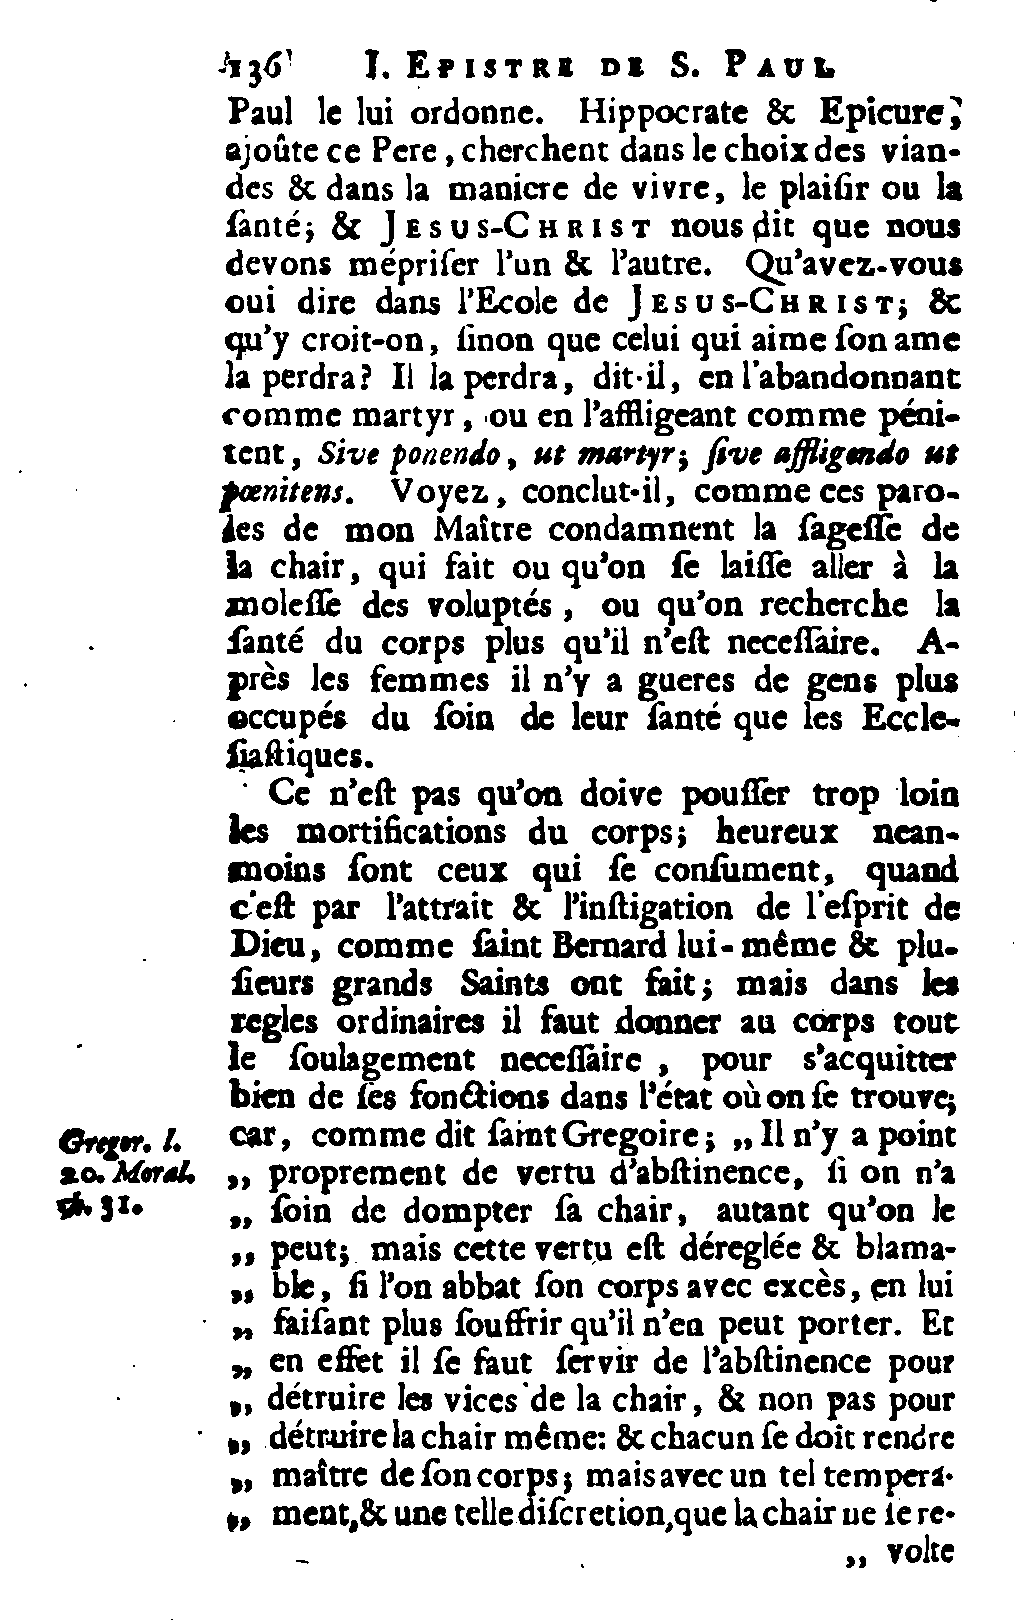 136 I. EPISTRE DE S. PAUL
Paul le lui ordonne. Hippocrate & Epicure,
ajoûte ce Pere, cherchent dans le choix des vian-
des & dans la maniere de vivre, le plaiſir ou la
ſanté; & JESUS-CHRIST nous dit que nous
devons mépriſer l'un & l'autre. Qu'avez-vous
oui dire dans l'Ecole de JESUS-CHRIST; &
qu'y croit-on, ſinon que celui qui aime ſon ame
la perdra? Il la perdra, dit-il, en l'abandonnant
comme martyr, ou en l'affligeant comme péni-
tent, Sive ponendo, ut martyr; ſive affligendo ut
pœnitens. Voyez, conclut-il, comme ces paro-
les de mon Maître condamnent la ſageſſe de
la chair, qui fait ou qu'on ſe laiſſe aller à la
moleſſe des voluptés, ou qu'on recherche la
ſanté du corps plus qu'il n'eſt neceſſaire. A-
près les femmes il n'y a gueres de gens plus
occupés du ſoin de leur ſanté que les Eccle-
ſiaſtiques.
Ce n'eſt pas qu'on doive pouſſer trop loin
les mortifications du corps; heureux nean-
moins ſont ceux qui ſe conſument, quand
c'eſt par l'attrait & l'inſtigation de l'eſprit de
Dieu, comme ſaint Bernard lui-même & plu-
ſieurs grands Saints ont fait; mais dans les
regles ordinaires il faut donner au corps tout
le ſoulagement neceſſaire, pour s'acquitter
bien de ſes fonctions dans l'état où on ſe trouve;
car, comme dit ſaint Gregoire; „ Il n'y a point
Gregor. l.
20. Moral.
ch. 31.
„ proprement de vertu d'abſtinence, ſi on n'a
„ ſoin de dompter ſa chair, autant qu'on le
„ peut; mais cette vertu eſt déreglée & blama-
„ ble, ſi l'on abbat ſon corps avec excès, en lui
„ faiſant plus ſouffrir qu'il n'en peut porter. Et
„ en effet il ſe faut ſervir de l'abſtinence pour
„ détruire les vices de la chair, & non pas pour
„ détruire la chair même: & chacun ſe doit rendre
„ maître de ſon corps; mais avec un tel tempera-
„ ment, & une telle diſcretion, que la chair ne ſe re-
„ volte